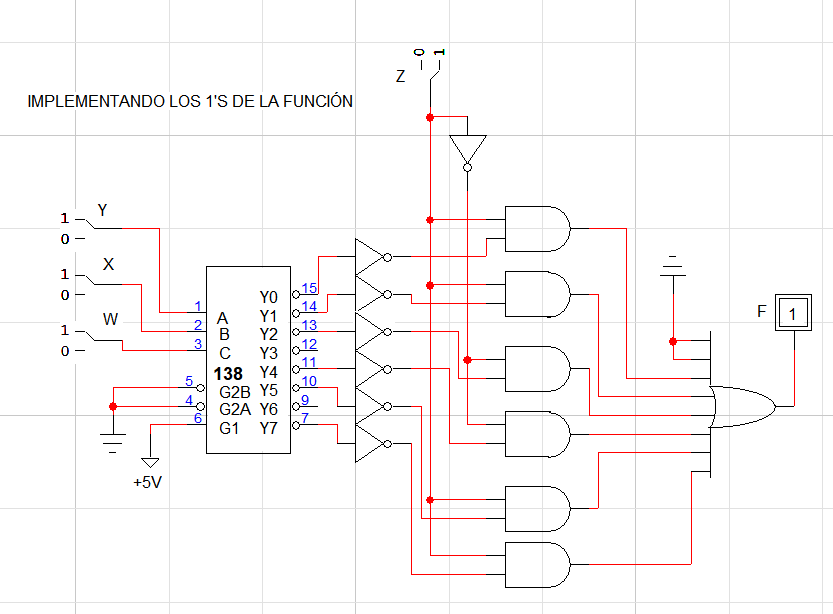 0 1
Z
IMPLEMENTANDO LOS 1'S DE LA FUNCIÓN
1 Y
0
1 X
0
1 W
0
F 1
1 A Y0 15
2 B Y1 14
3 C Y2 13
Y3 12
138 Y4 11
5 G2B Y5 10
4 G2A Y6 9
6 G1 Y7 7
+5V